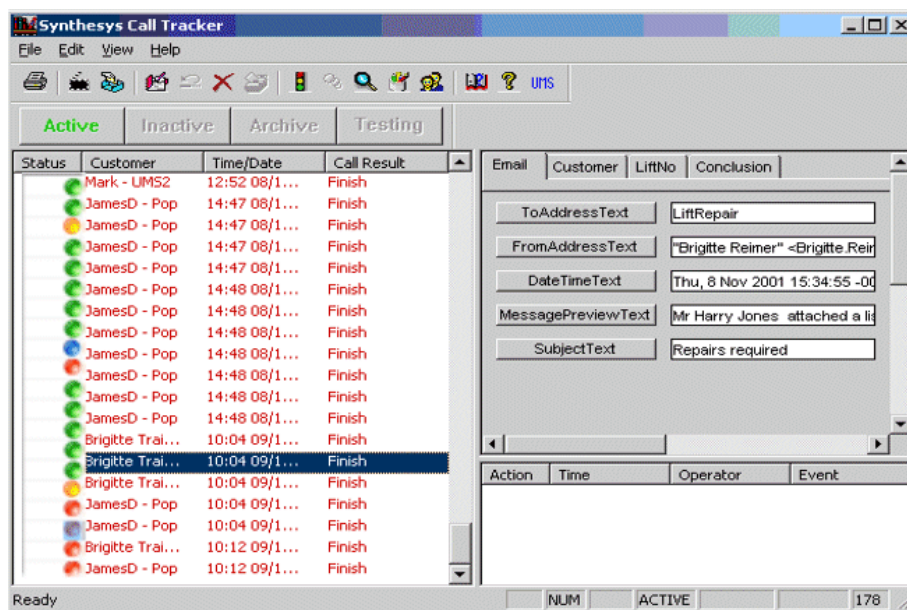 Synthesys Call Tracker
File Edit View Help
UMS
Active Inactive Archive Testing
Status Customer Time/Date Call Result
Mark - UMS2 12:52 08/1... Finish
JamesD - Pop 14:47 08/1... Finish
JamesD - Pop 14:47 08/1... Finish
JamesD - Pop 14:47 08/1... Finish
JamesD - Pop 14:47 08/1... Finish
JamesD - Pop 14:48 08/1... Finish
JamesD - Pop 14:48 08/1... Finish
JamesD - Pop 14:48 08/1... Finish
JamesD - Pop 14:48 08/1... Finish
JamesD - Pop 14:48 08/1... Finish
JamesD - Pop 14:48 08/1... Finish
JamesD - Pop 14:48 08/1... Finish
Brigitte Trai... 10:04 09/1... Finish
Brigitte Trai... 10:04 09/1... Finish
Brigitte Trai... 10:04 09/1... Finish
JamesD - Pop 10:04 09/1... Finish
JamesD - Pop 10:04 09/1... Finish
Brigitte Trai... 10:12 09/1... Finish
JamesD - Pop 10:12 09/1... Finish
Email Customer LiftNo Conclusion
ToAddressText LiftRepair
FromAddressText "Brigitte Reimer" <Brigitte.Reir
DateTimeText Thu, 8 Nov 2001 15:34:55 -00
MessagePreviewText Mr Harry Jones attached a lis
SubjectText Repairs required
Action Time Operator Event
Ready NUM ACTIVE 178